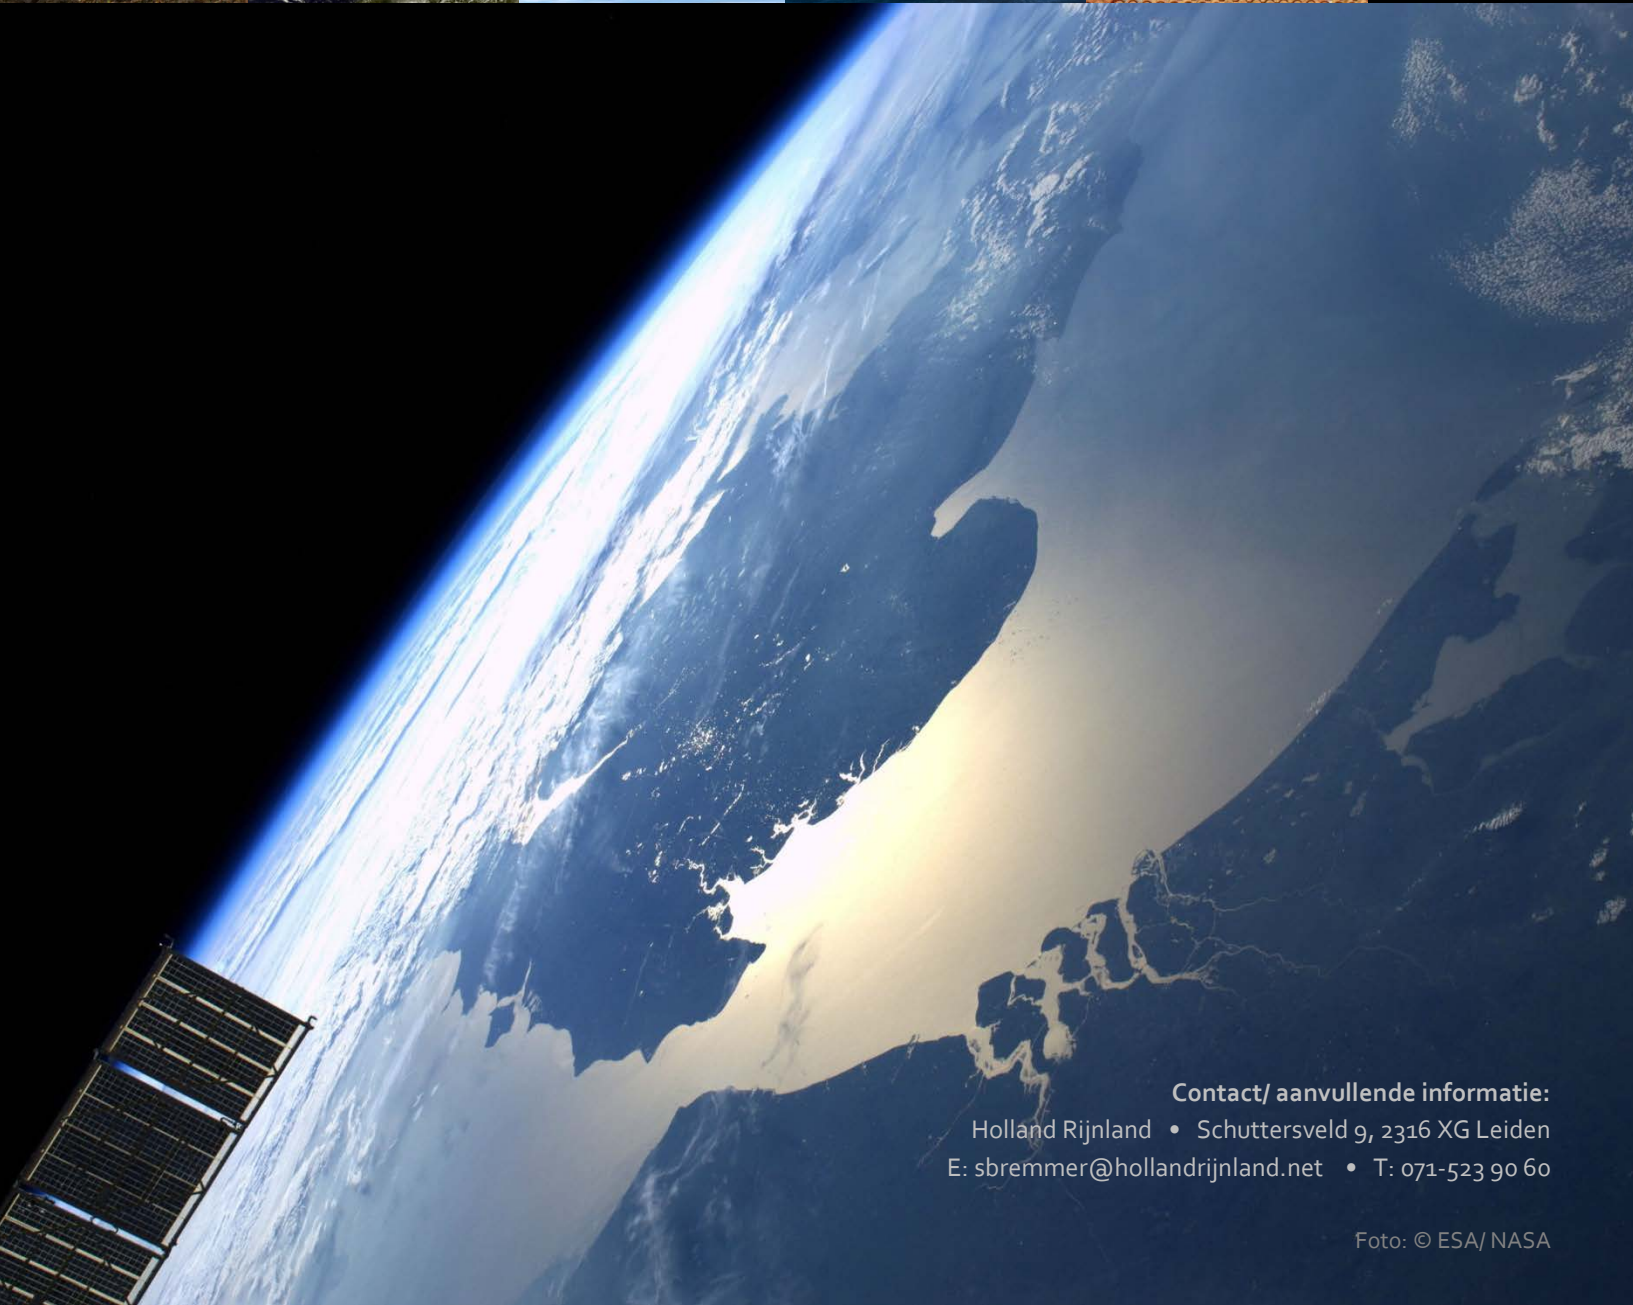 Contact/ aanvullende informatie:
Holland Rijnland • Schuttersveld 9, 2316 XG Leiden
E: sbremmer@hollandrijnland.net • T: 071-523 90 60
Foto: © ESA/ NASA